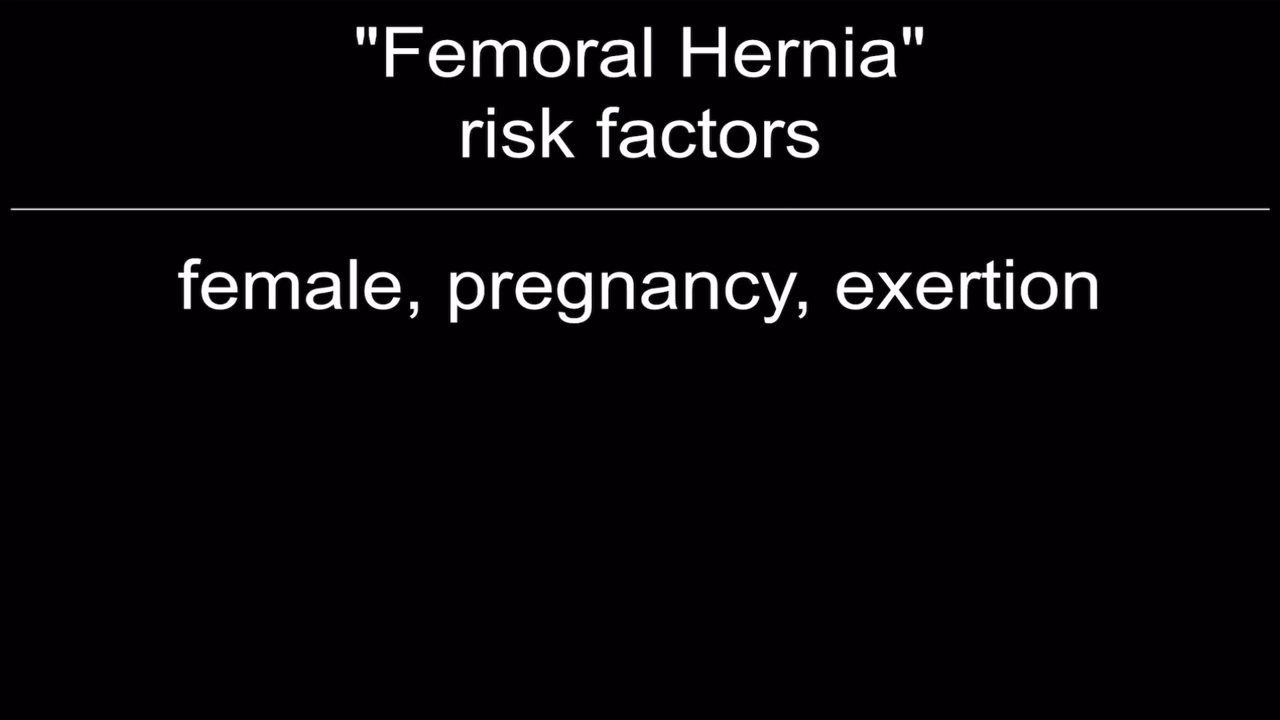 "Femoral Hernia"
risk factors
female, pregnancy, exertion